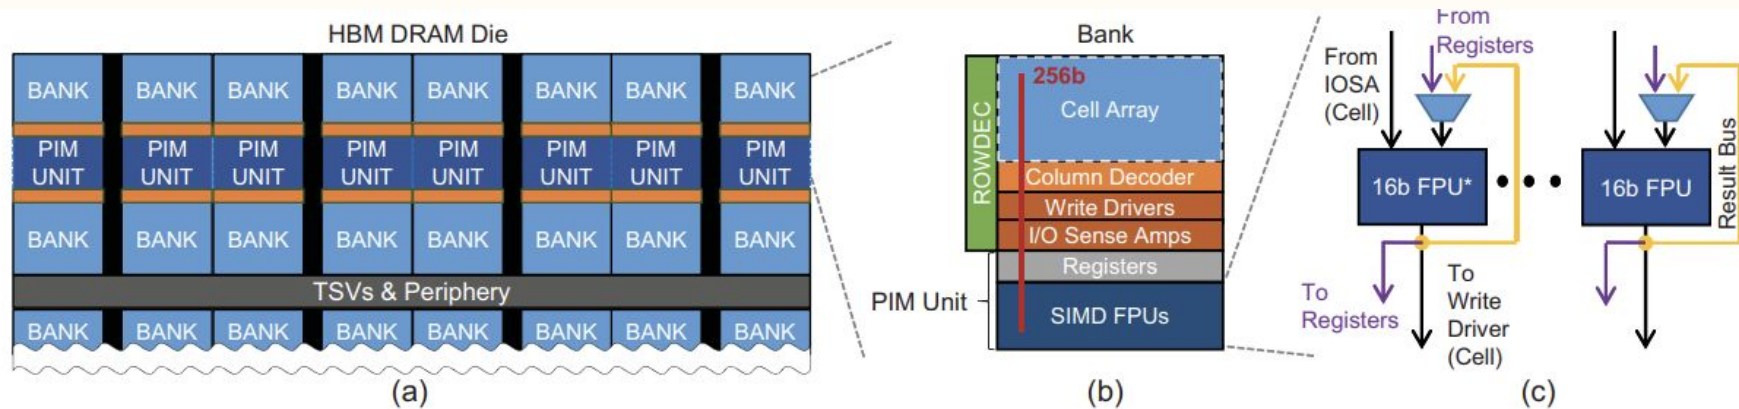 HBM DRAM Die
BANK BANK BANK BANK BANK BANK BANK BANK
PIM UNIT PIM UNIT PIM UNIT PIM UNIT PIM UNIT PIM UNIT PIM UNIT PIM UNIT
BANK BANK BANK BANK BANK BANK BANK BANK
TSVs & Periphery
BANK BANK BANK BANK BANK BANK BANK BANK
(a)
Bank
ROWDEC
256b
Cell Array
Column Decoder
Write Drivers
I/O Sense Amps
Registers
PIM Unit
SIMD FPUs
(b)
From
Registers
From
IOSA
(Cell)
16b FPU*
16b FPU
Result Bus
To
Registers
To
Write
Driver
(Cell)
(c)